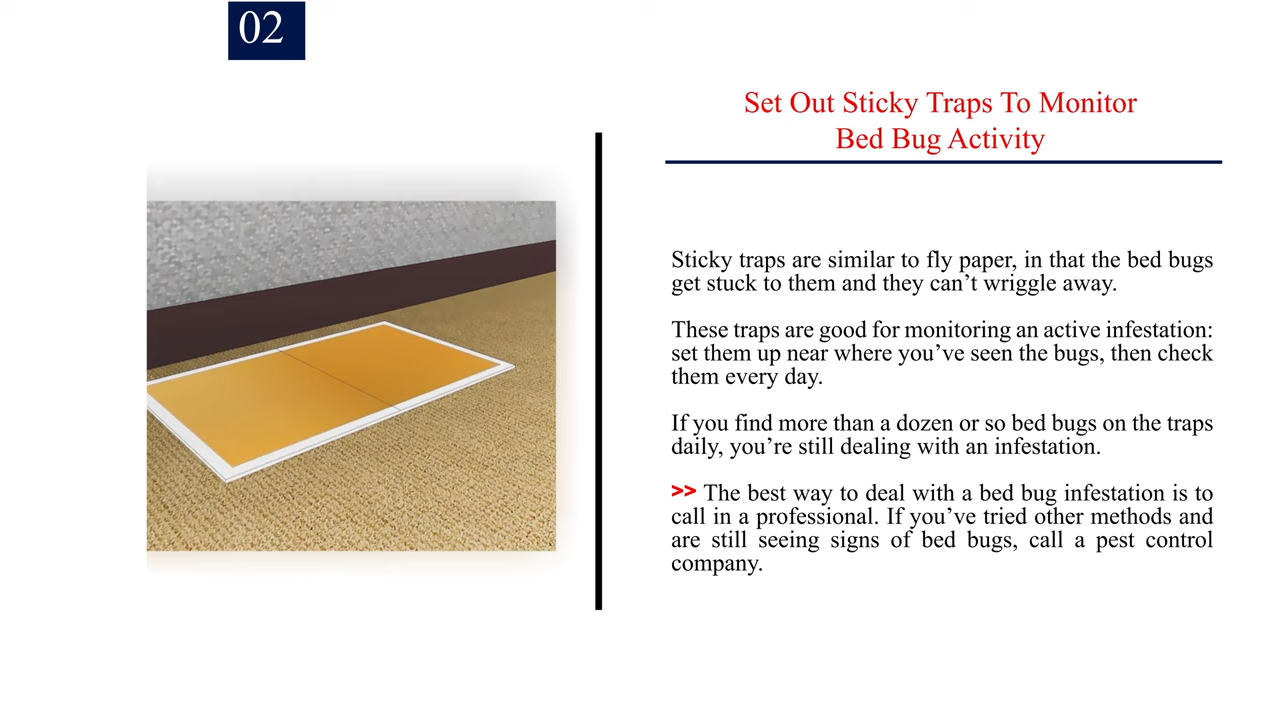 02
Set Out Sticky Traps To Monitor
Bed Bug Activity
Sticky traps are similar to fly paper, in that the bed bugs
get stuck to them and they can’t wriggle away.
These traps are good for monitoring an active infestation:
set them up near where you’ve seen the bugs, then check
them every day.
If you find more than a dozen or so bed bugs on the traps
daily, you’re still dealing with an infestation.
>> The best way to deal with a bed bug infestation is to
call in a professional. If you’ve tried other methods and
are still seeing signs of bed bugs, call a pest control
company.